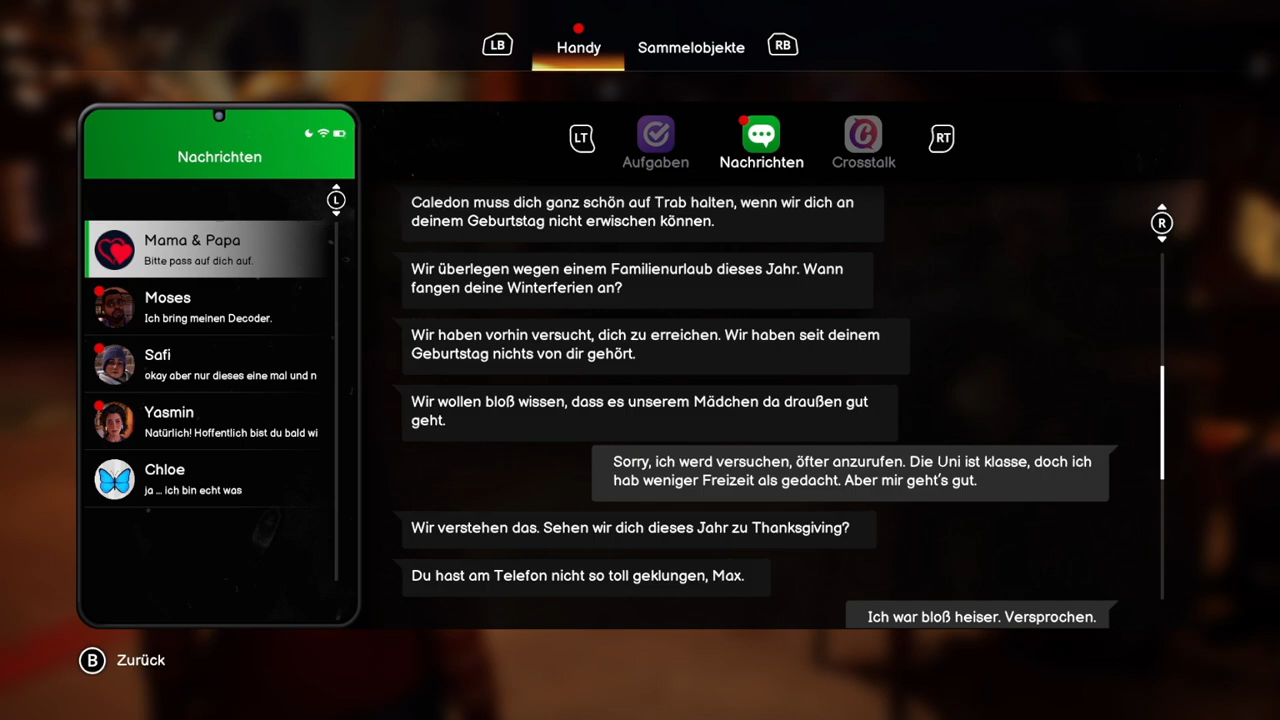 LB
Handy
Sammelobjekte
RB
Nachrichten
LT
Aufgaben
Nachrichten
Crosstalk
RT
L
R
Mama & Papa
Bitte pass auf dich auf.
Moses
Ich bring meinen Decoder.
Safi
okay aber nur dieses eine mal und n
Yasmin
Natürlich! Hoffentlich bist du bald wi
Chloe
ja ... ich bin echt was
Caledon muss dich ganz schön auf Trab halten, wenn wir dich an
deinem Geburtstag nicht erwischen können.
Wir überlegen wegen einem Familienurlaub dieses Jahr. Wann
fangen deine Winterferien an?
Wir haben vorhin versucht, dich zu erreichen. Wir haben seit deinem
Geburtstag nichts von dir gehört.
Wir wollen bloß wissen, dass es unserem Mädchen da draußen gut
geht.
Sorry, ich werd versuchen, öfter anzurufen. Die Uni ist klasse, doch ich
hab weniger Freizeit als gedacht. Aber mir geht's gut.
Wir verstehen das. Sehen wir dich dieses Jahr zu Thanksgiving?
Du hast am Telefon nicht so toll geklungen, Max.
Ich war bloß heiser. Versprochen.
B
Zurück